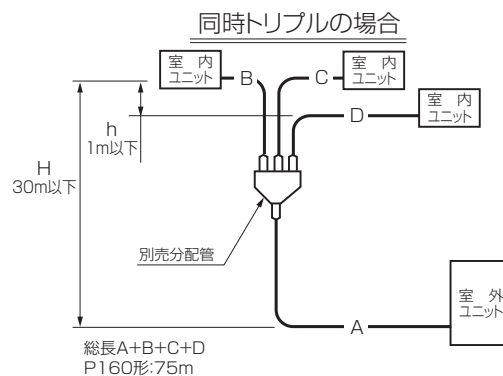 同時トリプルの場合
室 内
ユニット
B
C
室 内
ユニット
室 内
ユニット
D
h
1m以下
H
30m以下
別売分配管
室 外
ユニット
A
総長A+B+C+D
P160形:75m